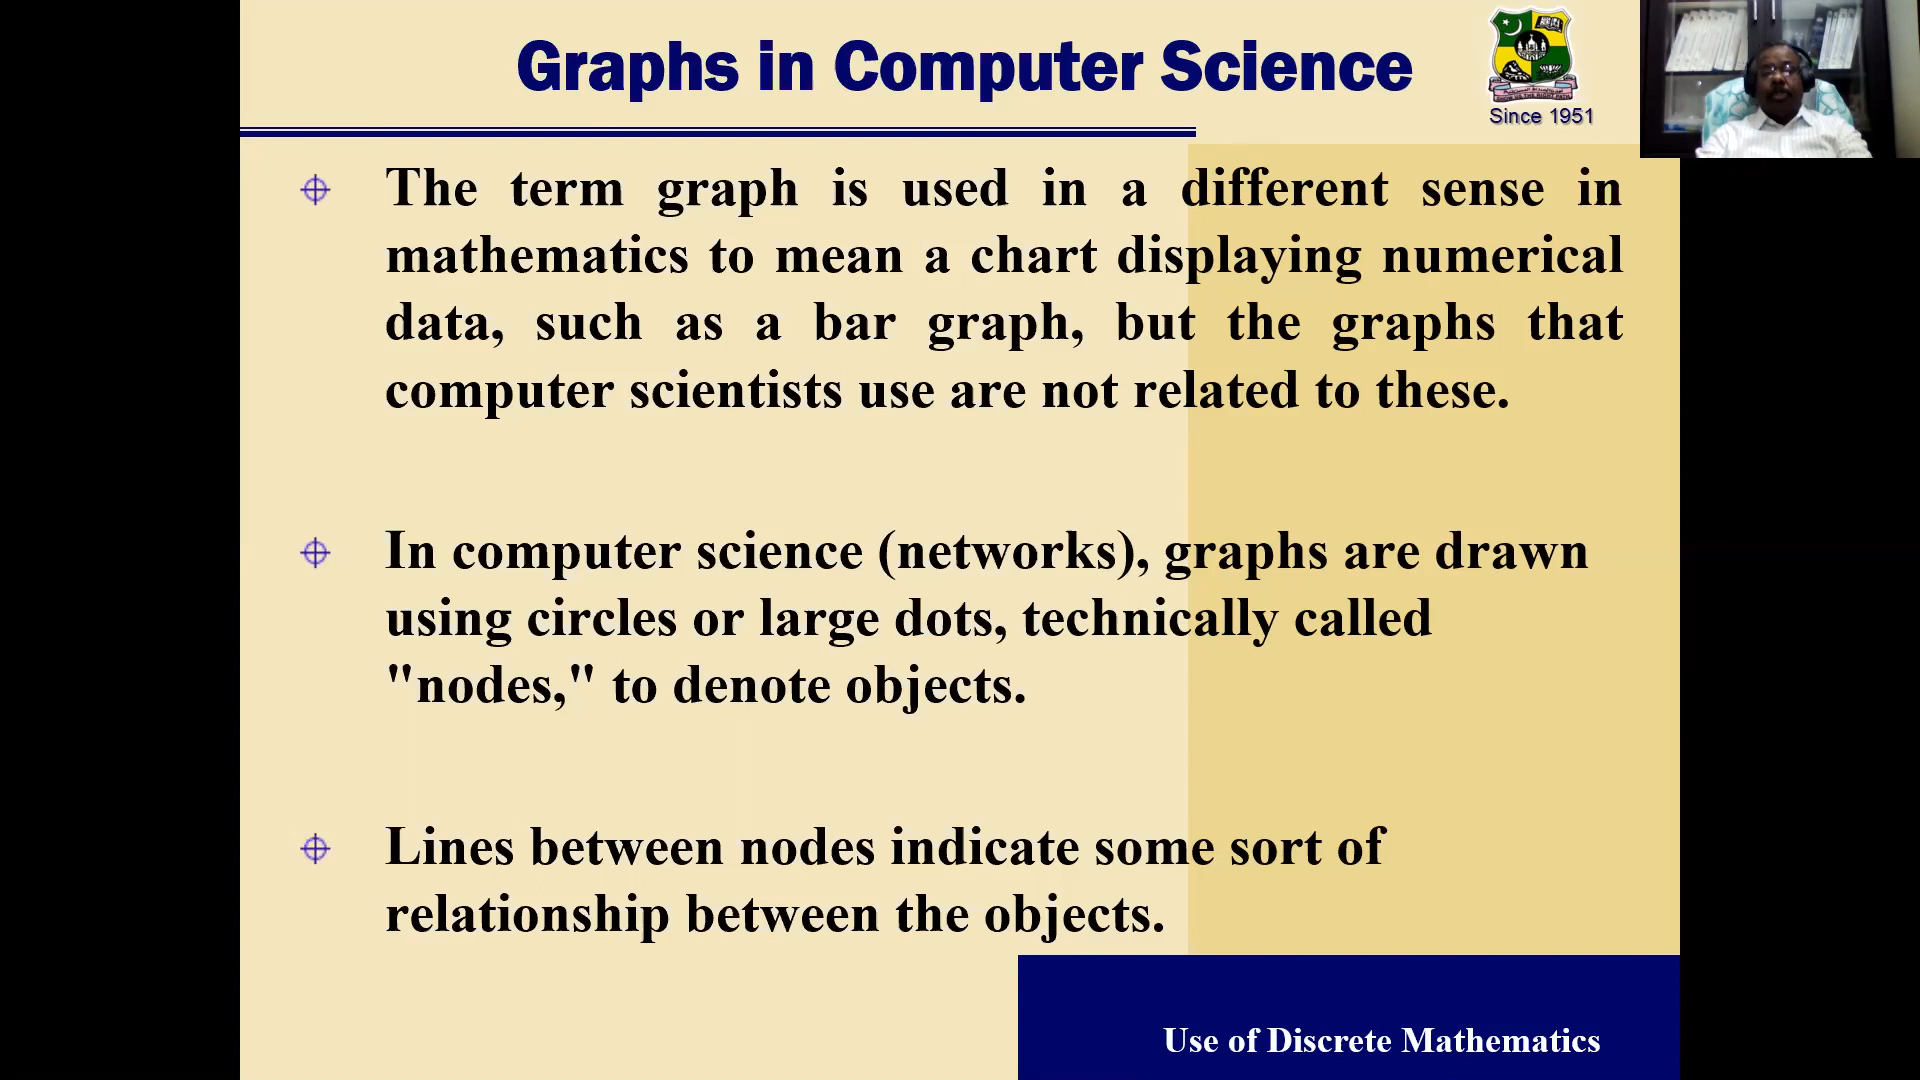 Graphs in Computer Science
Since 1951
The term graph is used in a different sense in
mathematics to mean a chart displaying numerical
data, such as a bar graph, but the graphs that
computer scientists use are not related to these.
In computer science (networks), graphs are drawn
using circles or large dots, technically called
"nodes," to denote objects.
Lines between nodes indicate some sort of
relationship between the objects.
Use of Discrete Mathematics